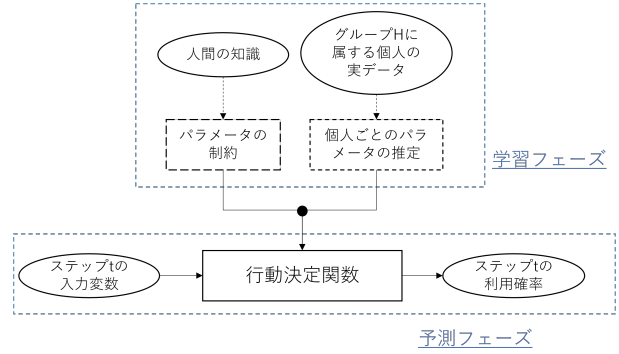 人間の知識
グループHに
属する個人の
実データ
パラメータの
制約
個人ごとのパラ
メータの推定
学習フェーズ
ステップtの
入力変数
行動決定関数
ステップtの
利用確率
予測フェーズ